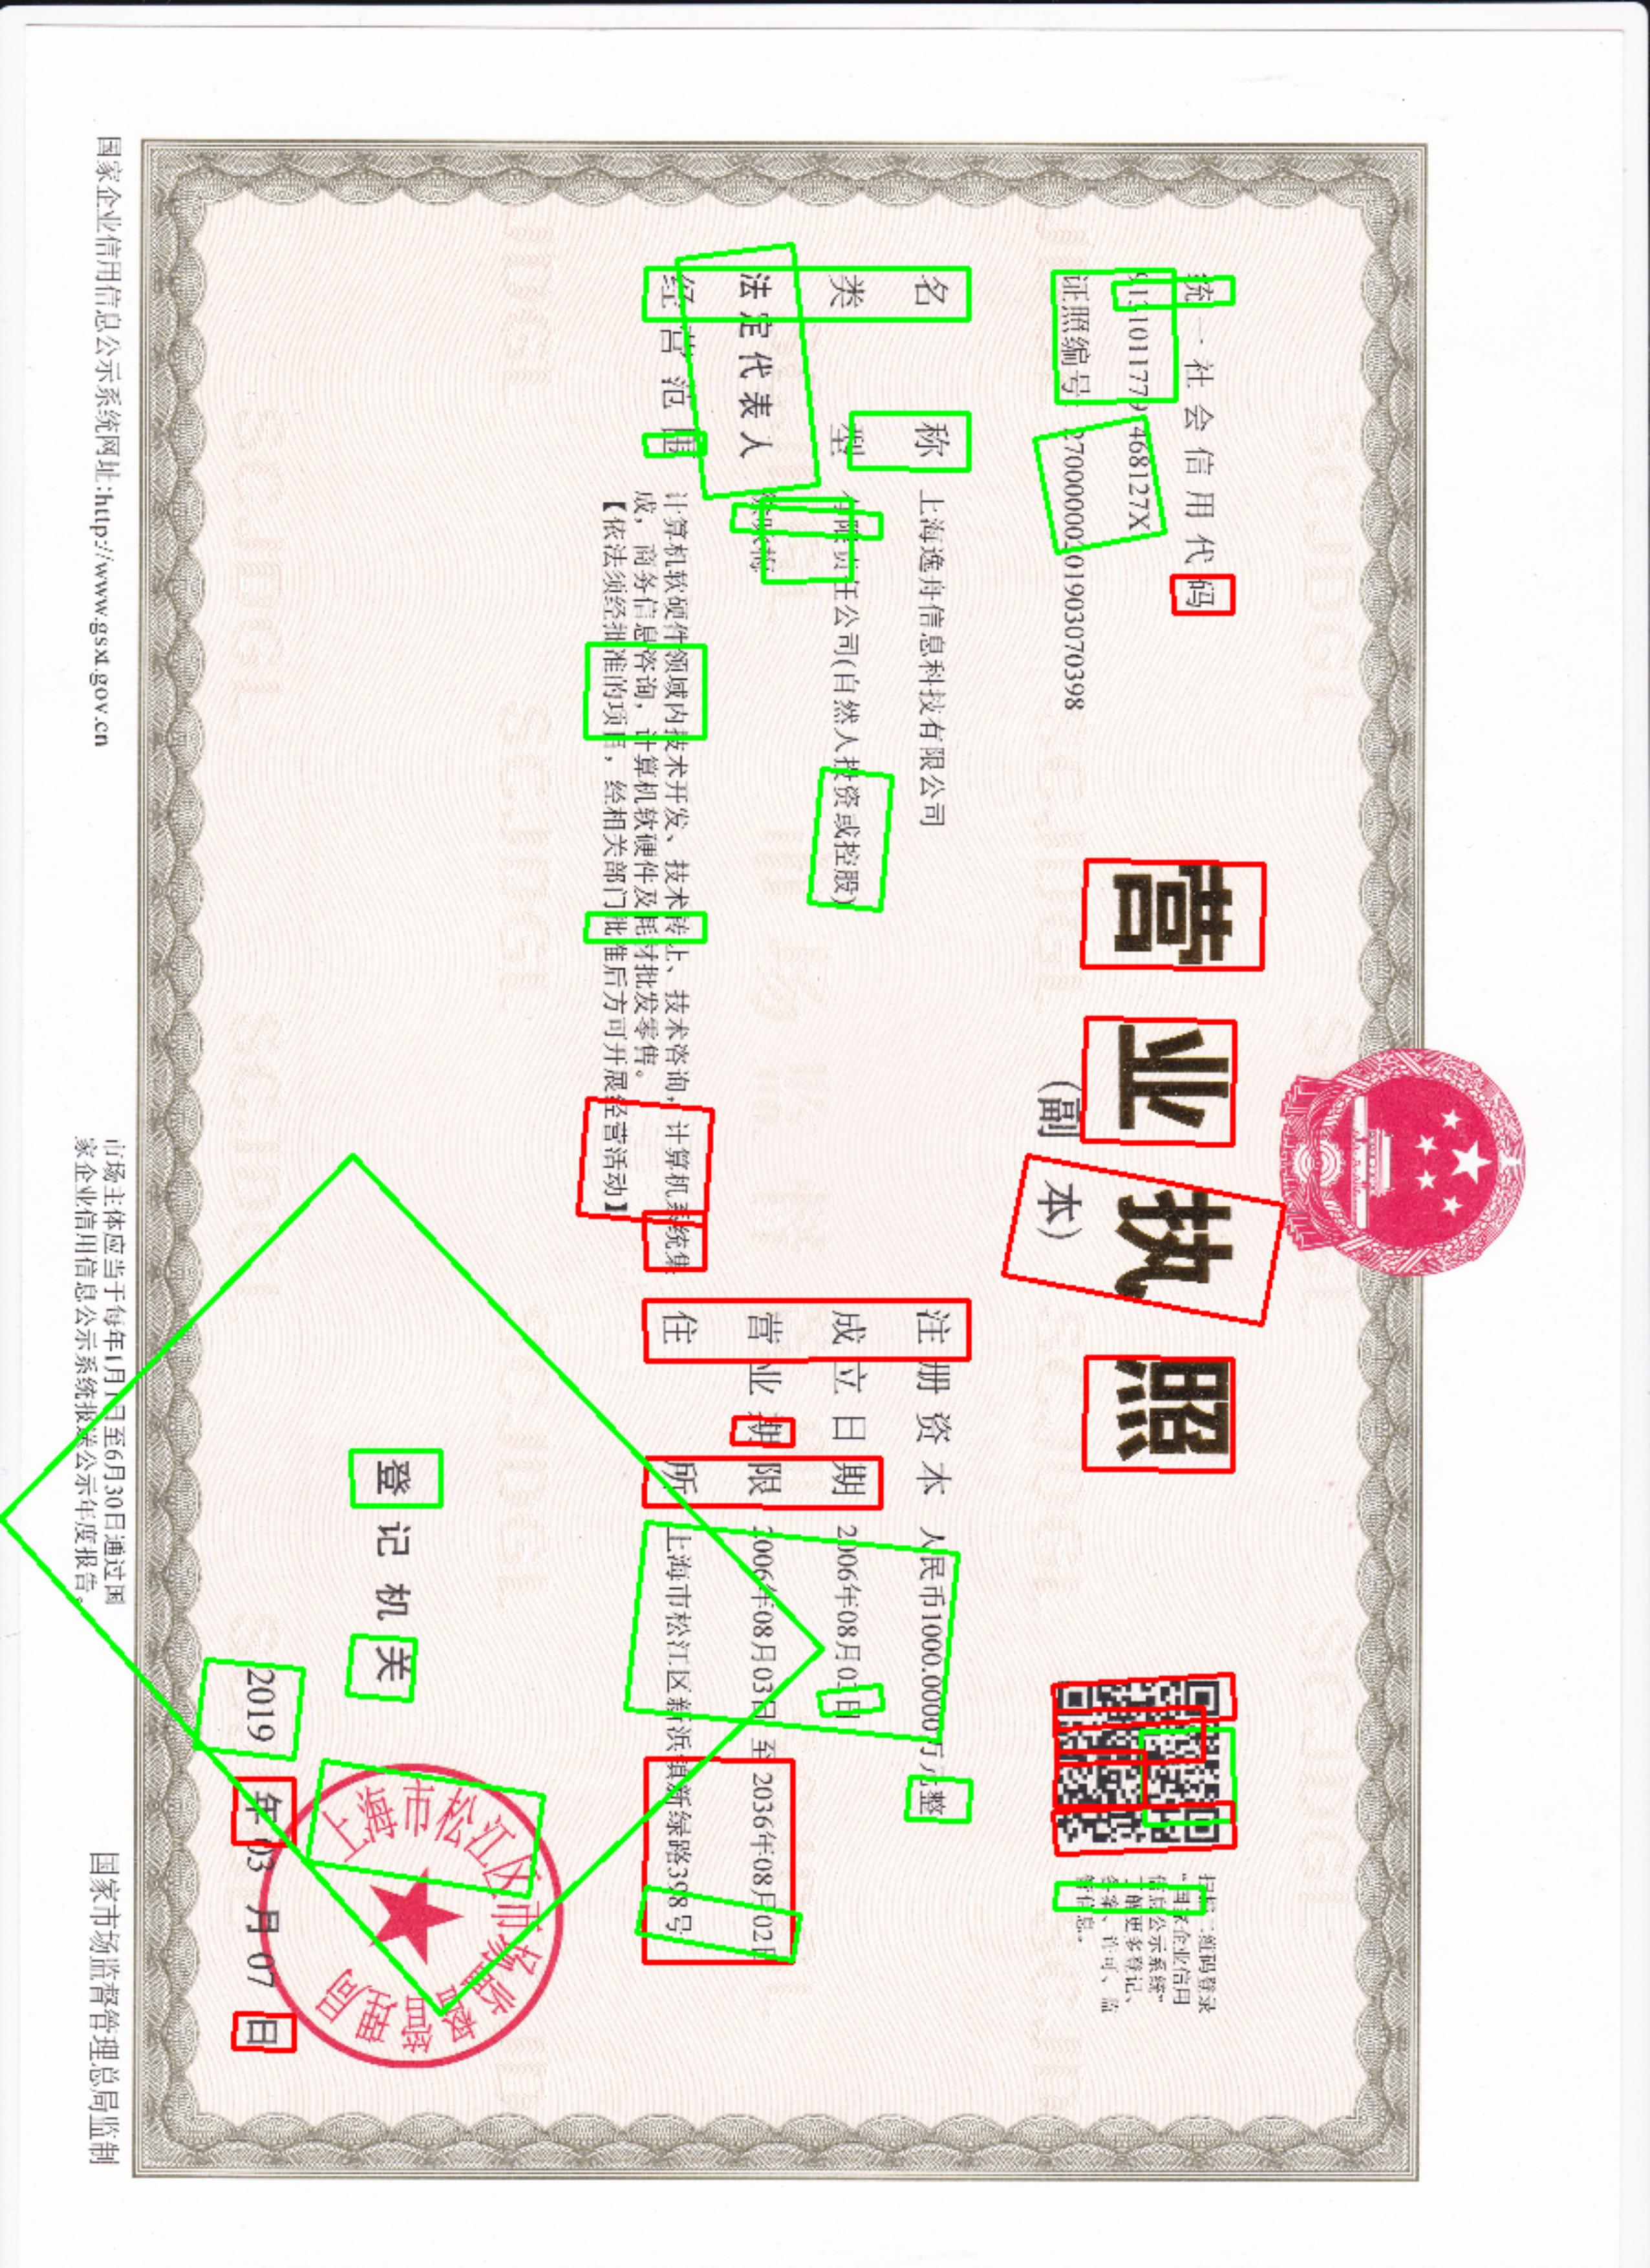 营业执照
(副 本)
统一社会信用代码
证照编号
扫描二维码登录
“国家企业信用
信息公示系统”
了解更多登记、
备案、许可、监
管信息。
名 称 上海逸舟信息科技有限公司
类 型 有限责任公司(自然人投资或控股)
法定代表人
经营范围 计算机软硬件领域内技术开发、技术转让、技术咨询,计算机系统集
成,商务信息咨询,计算机软硬件及耗材批发零售。
【依法须经批准的项目,经相关部门批准后方可开展经营活动】
注册资本 人民币1000.0000万元整
成立日期
营业期限 2006年08月03日 至 2036年08月02日
住 所 上海市松江区新浜镇新绿路398号
登记机关
上海市松江区市场监督管理局
2019年03月07日
国家企业信用信息公示系统网址:http://www.gsxt.gov.cn
市场主体应当于每年1月1日至6月30日通过国
家企业信用信息公示系统报送公示年度报告。
国家市场监督管理总局监制